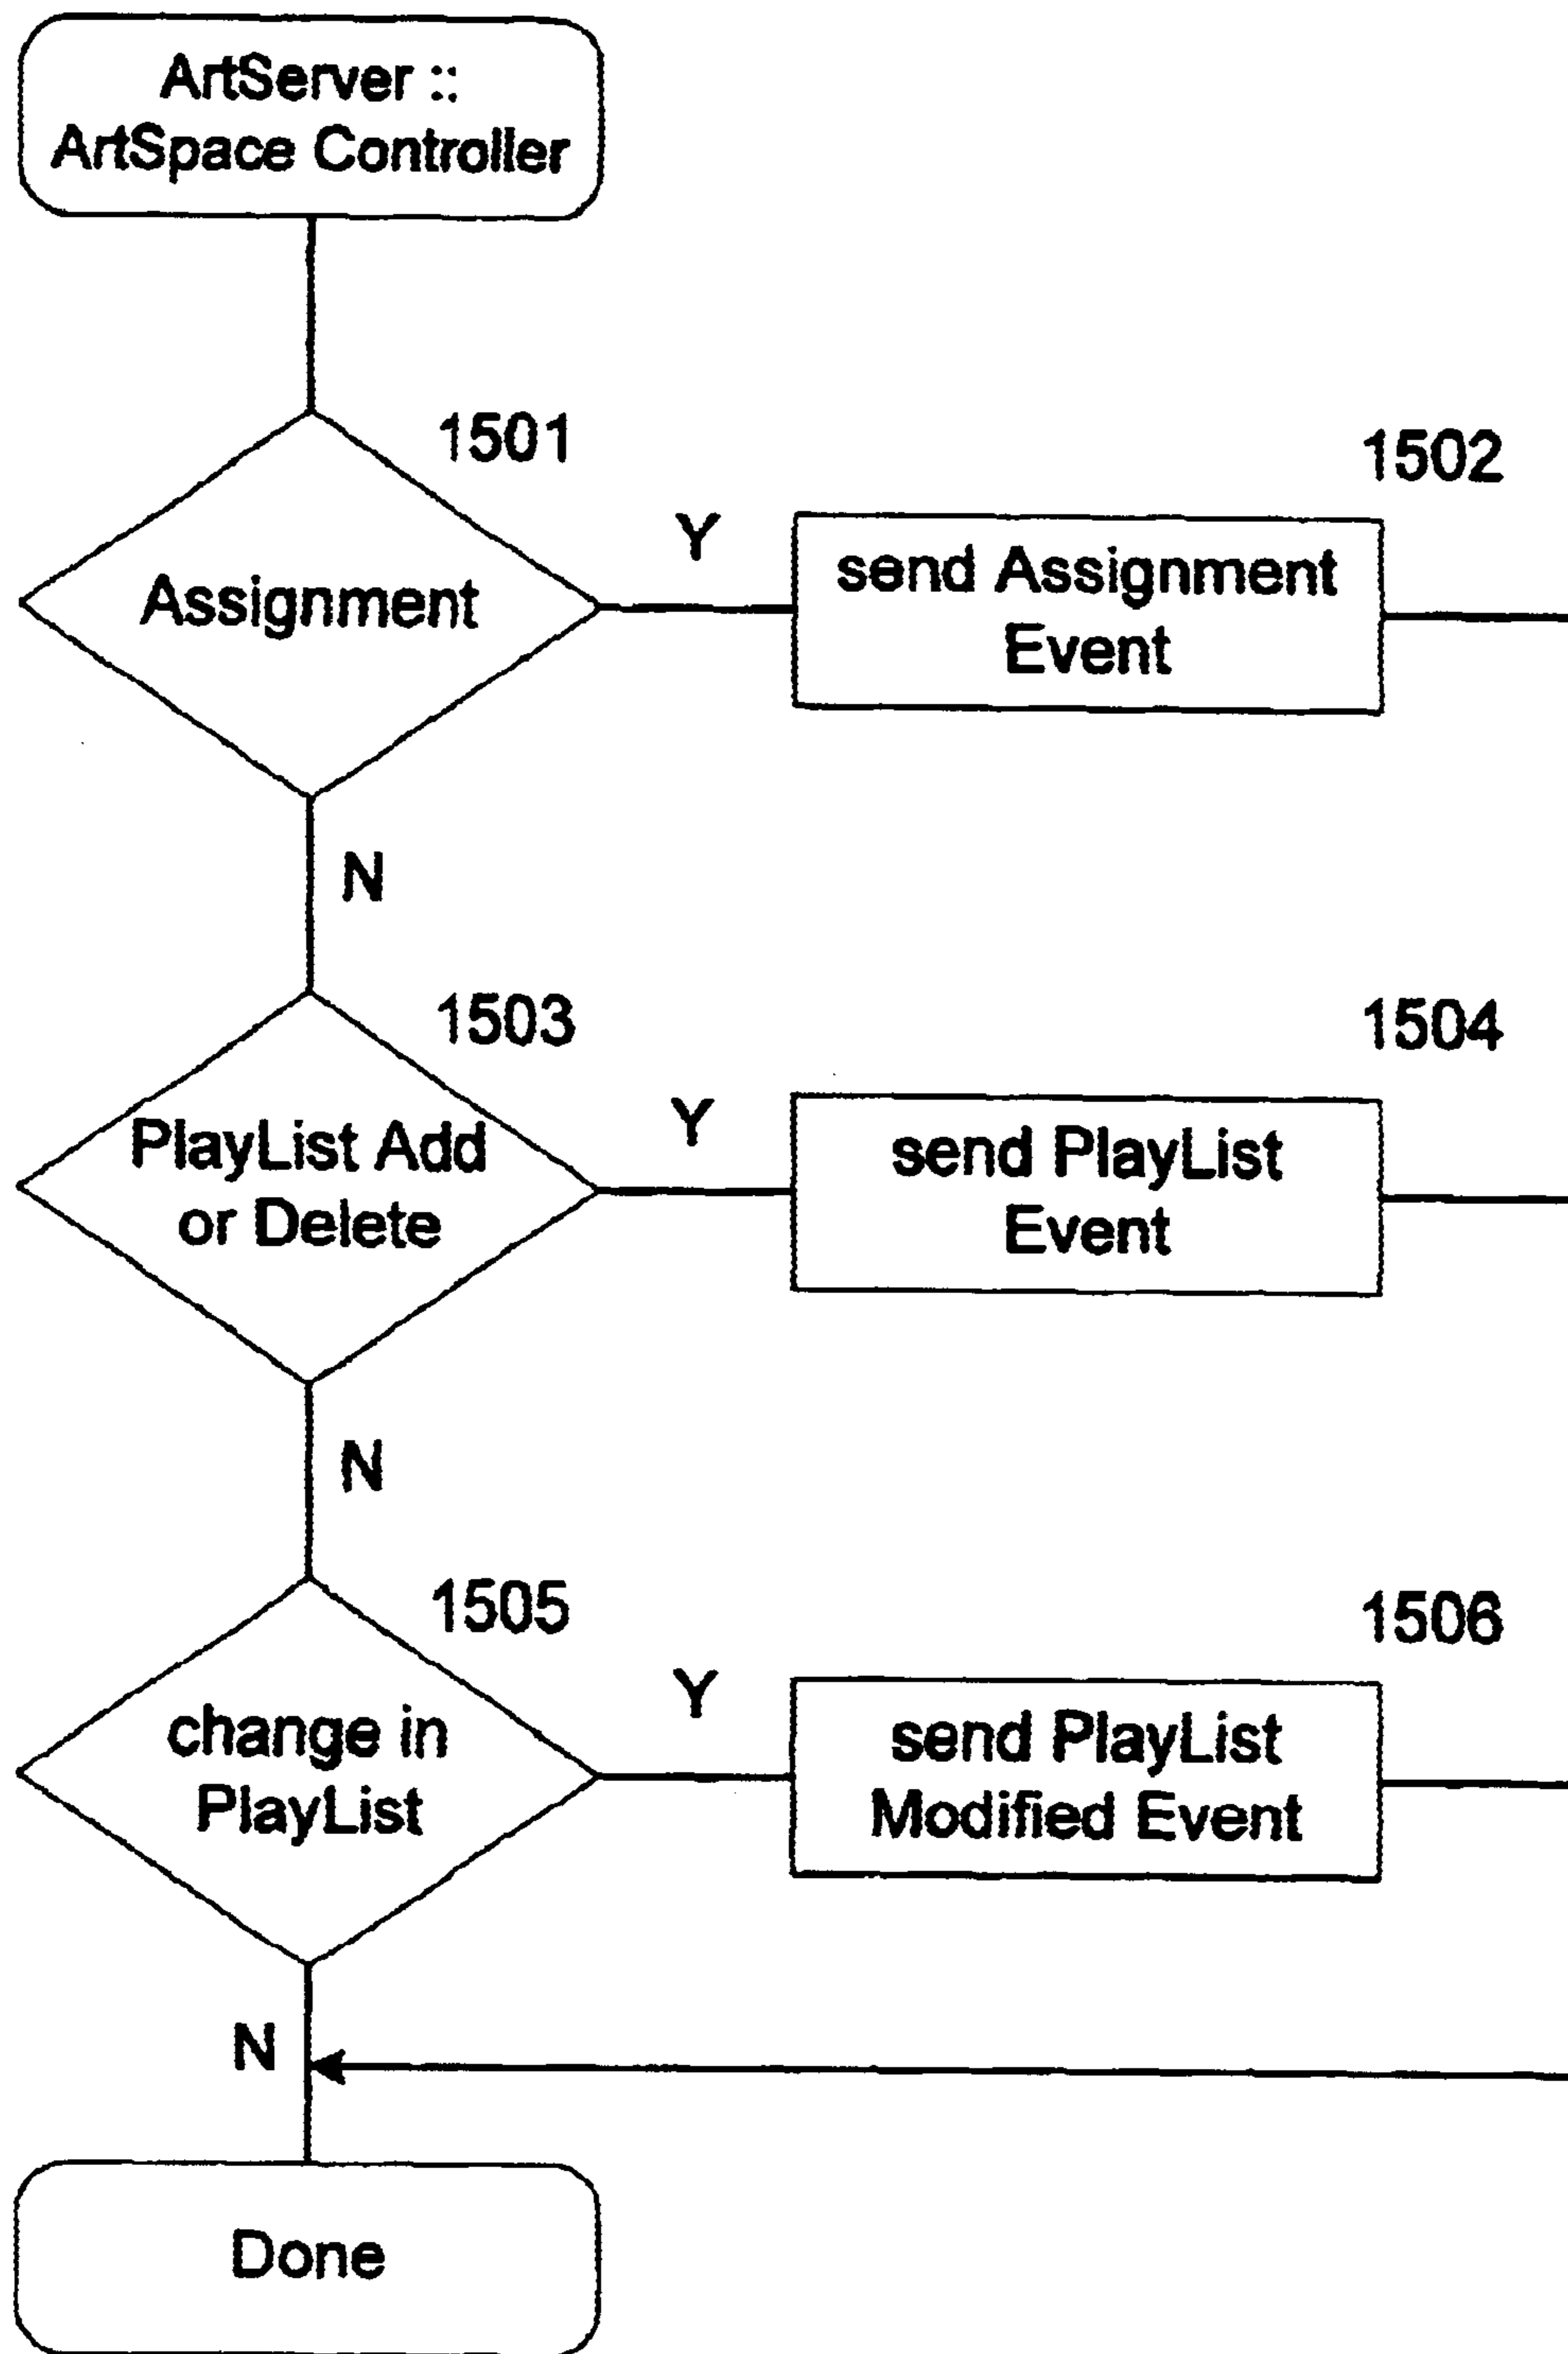 ArtServer ::
ArtSpace Controller
1501
Assignment
Y
1502
send Assignment
Event
N
1503
PlayList Add
or Delete
Y
1504
send PlayList
Event
N
1505
change in
PlayList
Y
1506
send PlayList
Modified Event
N
Done